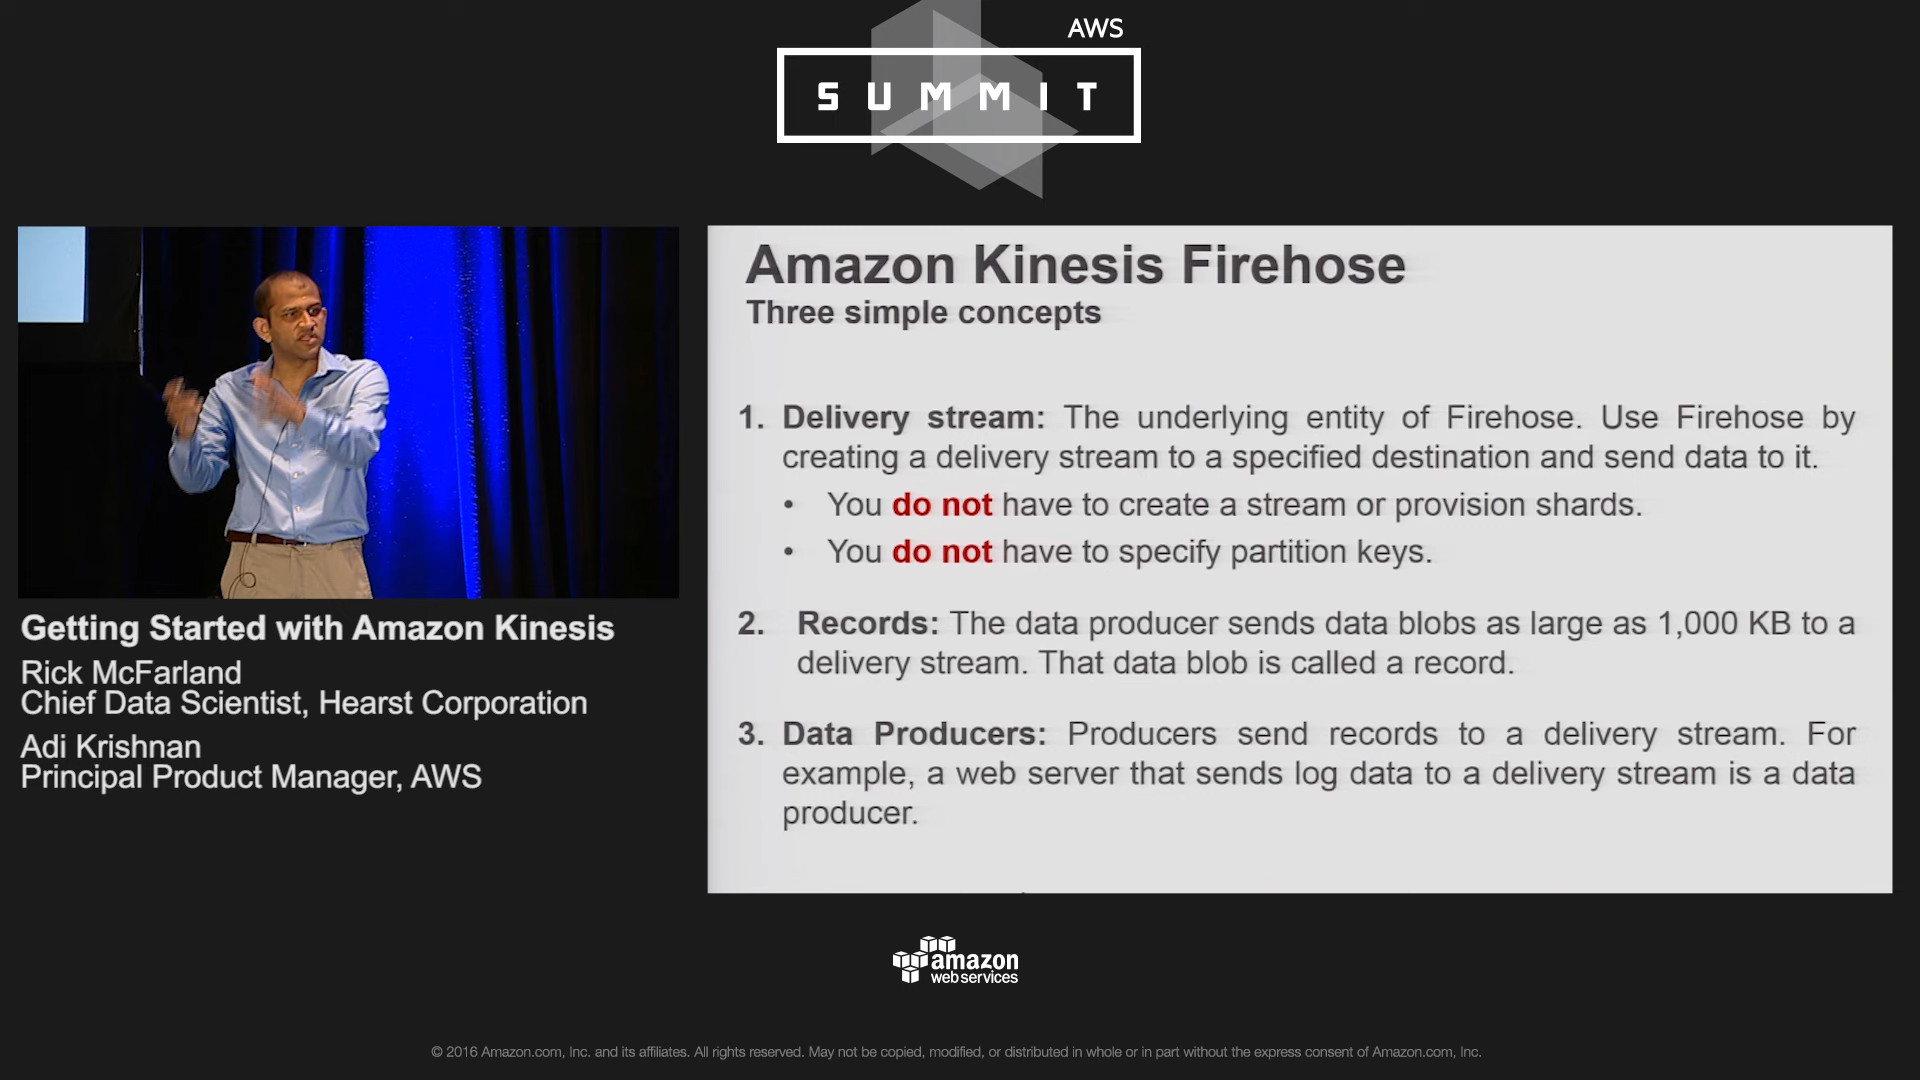 AWS
SUMMIT
Amazon Kinesis Firehose
Three simple concepts
1. Delivery stream: The underlying entity of Firehose. Use Firehose by
creating a delivery stream to a specified destination and send data to it.
• You do not have to create a stream or provision shards.
• You do not have to specify partition keys.
2. Records: The data producer sends data blobs as large as 1,000 KB to a
delivery stream. That data blob is called a record.
3. Data Producers: Producers send records to a delivery stream. For
example, a web server that sends log data to a delivery stream is a data
producer.
Getting Started with Amazon Kinesis
Rick McFarland
Chief Data Scientist, Hearst Corporation
Adi Krishnan
Principal Product Manager, AWS
amazon
webservices
© 2016 Amazon.com, Inc. and its affiliates. All rights reserved. May not be copied, modified, or distributed in whole or in part without the express consent of Amazon.com, Inc.